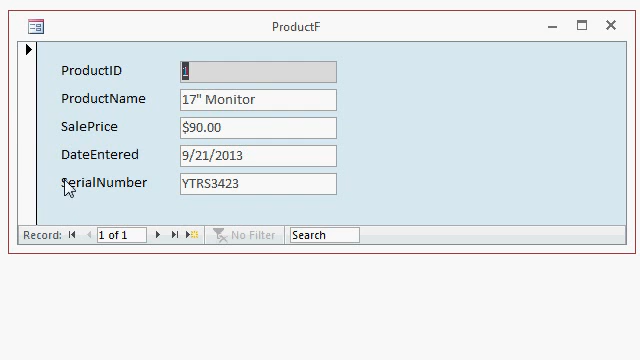 ProductF
ProductID 1
ProductName 17" Monitor
SalePrice $90.00
DateEntered 9/21/2013
SerialNumber YTRS3423
Record: 1 of 1 No Filter Search